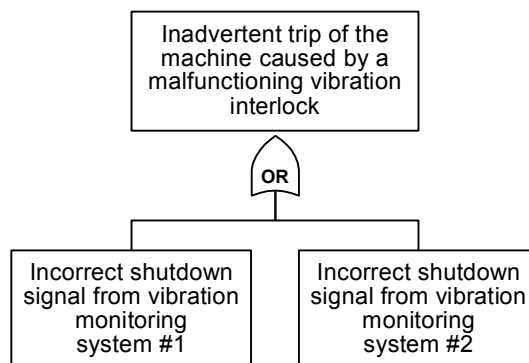 Inadvertent trip of the
machine caused by a
malfunctioning vibration
interlock
OR
Incorrect shutdown
signal from vibration
monitoring
system #1
Incorrect shutdown
signal from vibration
monitoring
system #2